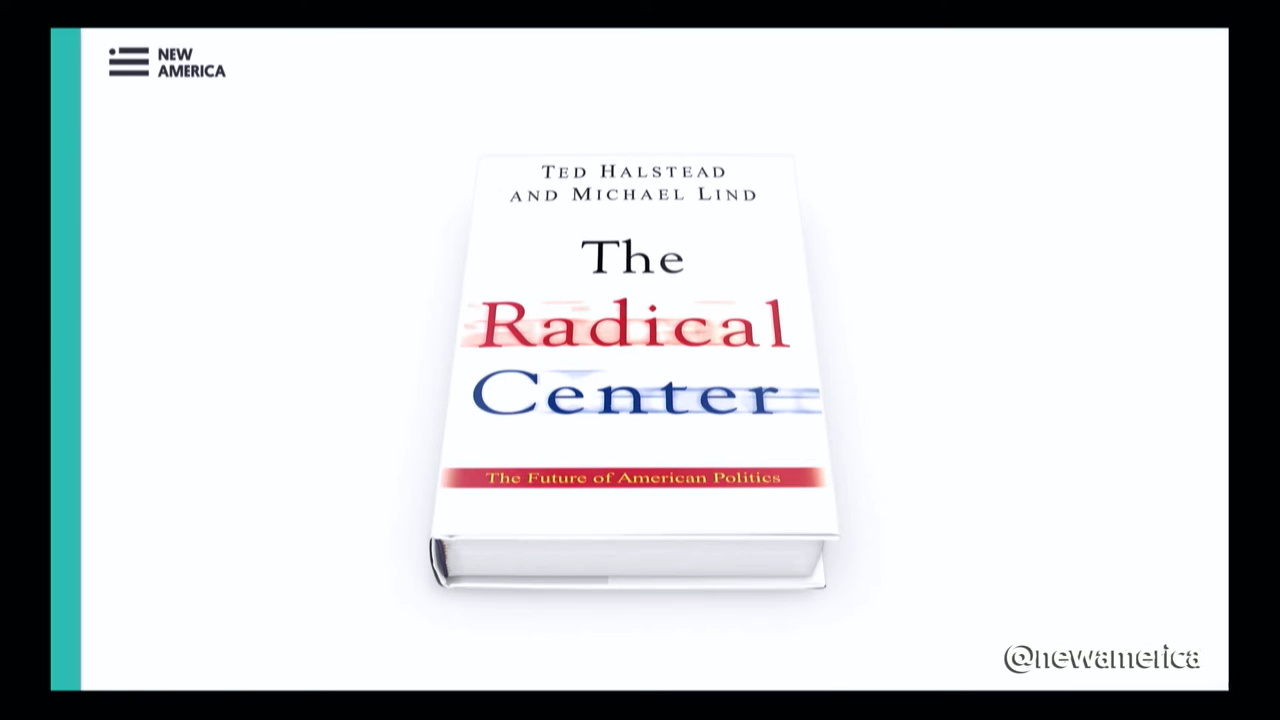 NEW
AMERICA
TED HALSTEAD
AND MICHAEL LIND
The
Radical
Center
The Future of American Politics
@newamerica